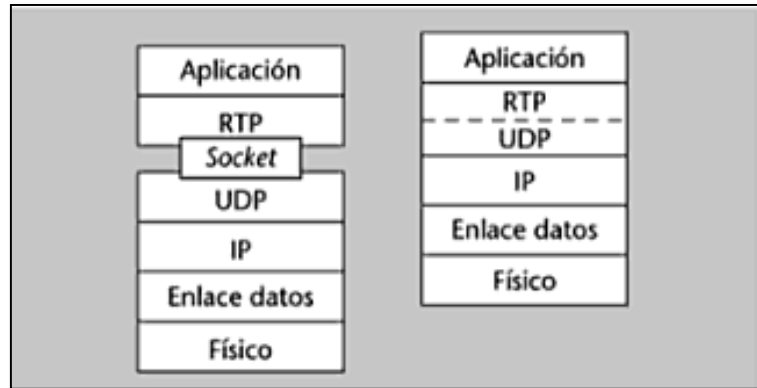 Aplicación
RTP
Socket
UDP
IP
Enlace datos
Físico
Aplicación
RTP
UDP
IP
Enlace datos
Físico